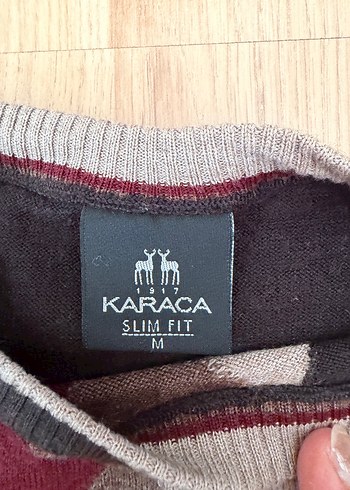 1917
KARACA
SLIM FIT
M